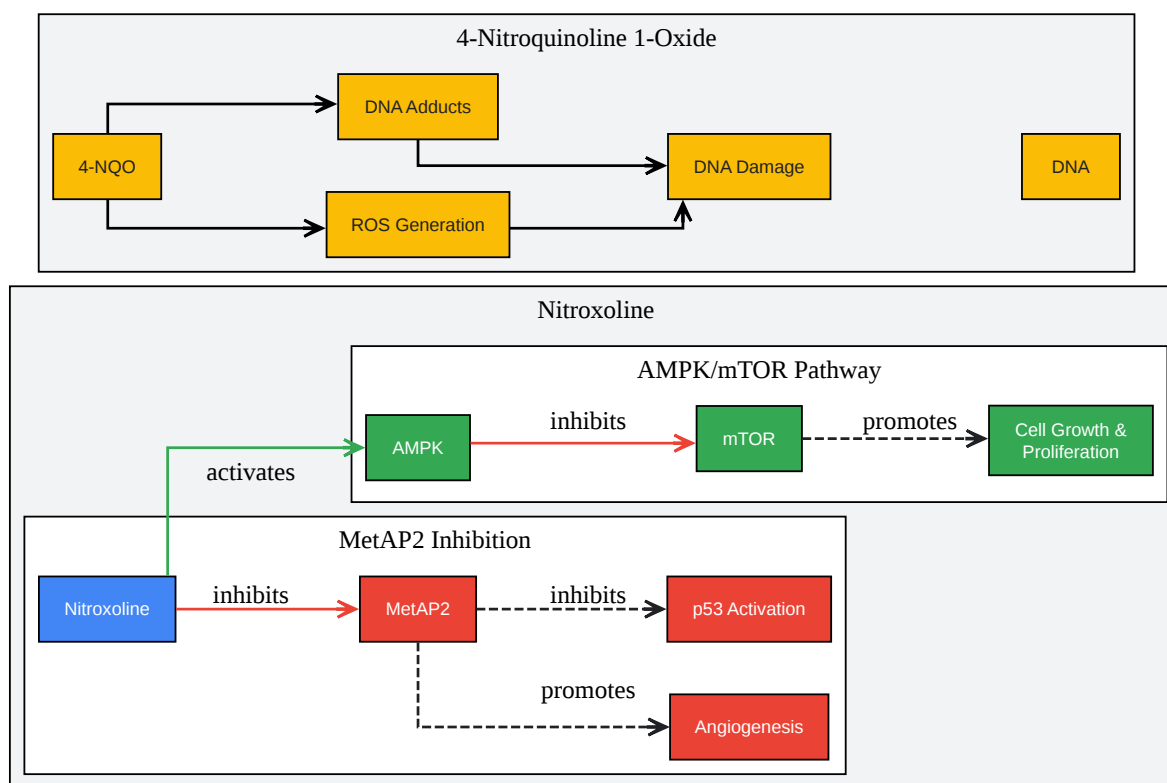 4-Nitroquinoline 1-Oxide
DNA Adducts
4-NQO
DNA Damage
DNA
ROS Generation
Nitroxoline
AMPK/mTOR Pathway
AMPK
inhibits
mTOR
promotes
Cell Growth &
Proliferation
activates
MetAP2 Inhibition
Nitroxoline
inhibits
MetAP2
inhibits
p53 Activation
promotes
Angiogenesis